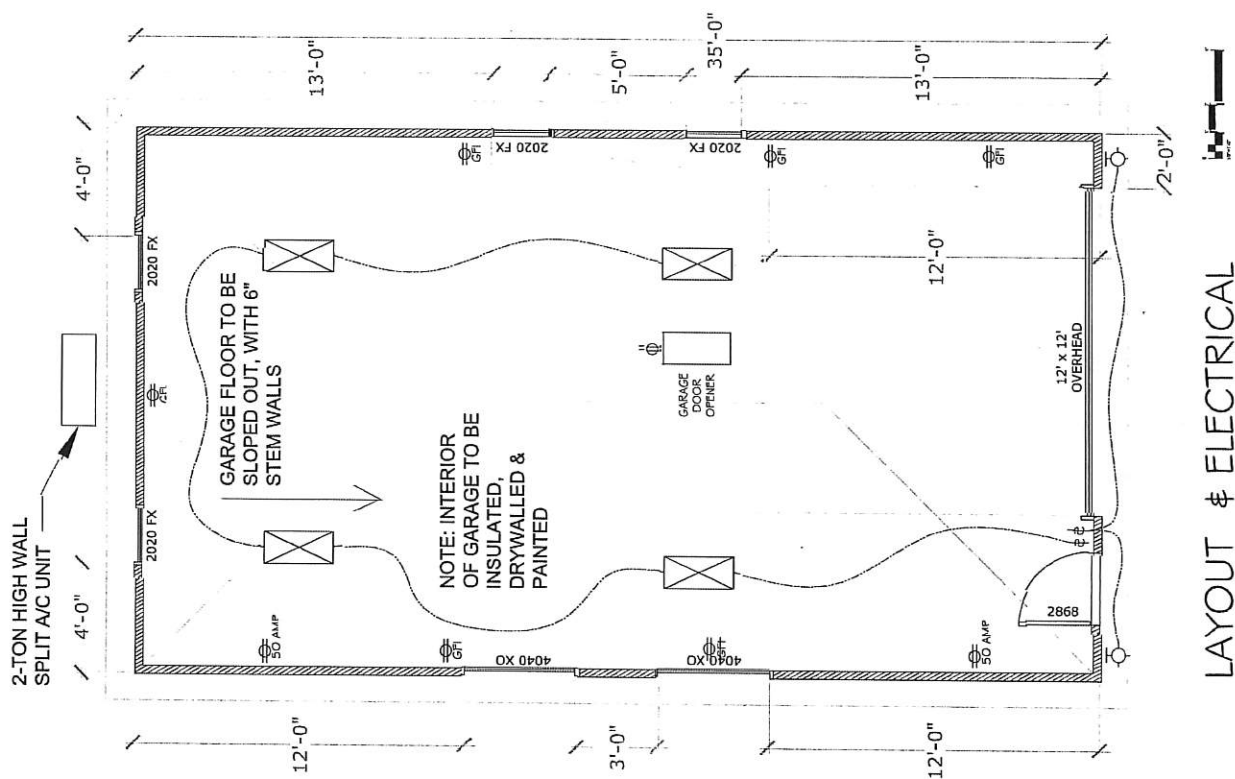 2-TON HIGH WALL
SPLIT A/C UNIT
4'-0"
4'-0"
13'-0"
5'-0"
35'-0"
13'-0"
2020 FX
2020 FX
GFI
GARAGE FLOOR TO BE
SLOPED OUT, WITH 6"
STEM WALLS
NOTE: INTERIOR
OF GARAGE TO BE
INSULATED,
DRYWALLED &
PAINTED
50 AMP
GFI
4040 XO
GFI
4040 XO
50 AMP
GFI
2020 FX
2020 FX
GFI
GFI
GARAGE
DOOR
OPENER
12'-0"
12' x 12'
OVERHEAD
2868
2'-0"
12'-0"
3'-0"
12'-0"
LAYOUT & ELECTRICAL